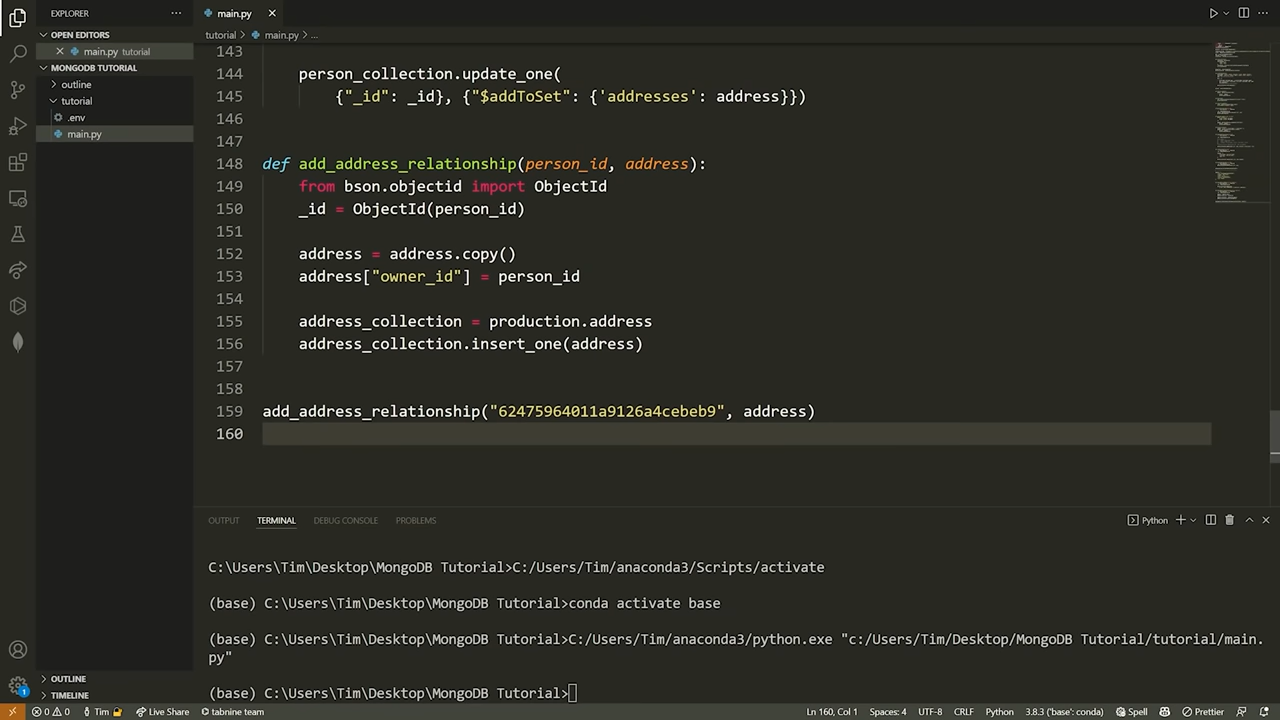 EXPLORER
···
main.py
OPEN EDITORS
main.py tutorial
MONGODB TUTORIAL
outline
tutorial
.env
main.py
OUTLINE
TIMELINE
tutorial > main.py > ...
143
144 person_collection.update_one(
145 {"_id": _id}, {"$addToSet": {'addresses': address}})
146
147
148 def add_address_relationship(person_id, address):
149 from bson.objectid import ObjectId
150 _id = ObjectId(person_id)
151
152 address = address.copy()
153 address["owner_id"] = person_id
154
155 address_collection = production.address
156 address_collection.insert_one(address)
157
158
159 add_address_relationship("62475964011a9126a4cebeb9", address)
160
OUTPUT TERMINAL DEBUG CONSOLE PROBLEMS
Python
C:\Users\Tim\Desktop\MongoDB Tutorial>C:/Users/Tim/anaconda3/Scripts/activate
(base) C:\Users\Tim\Desktop\MongoDB Tutorial>conda activate base
(base) C:\Users\Tim\Desktop\MongoDB Tutorial>C:/Users/Tim/anaconda3/python.exe "c:/Users/Tim/Desktop/MongoDB Tutorial/tutorial/main.
py"
(base) C:\Users\Tim\Desktop\MongoDB Tutorial>
1
0 0 Tim Live Share tabnine team Ln 160, Col 1 Spaces: 4 UTF-8 CRLF Python 3.8.3 ('base': conda) Spell Prettier